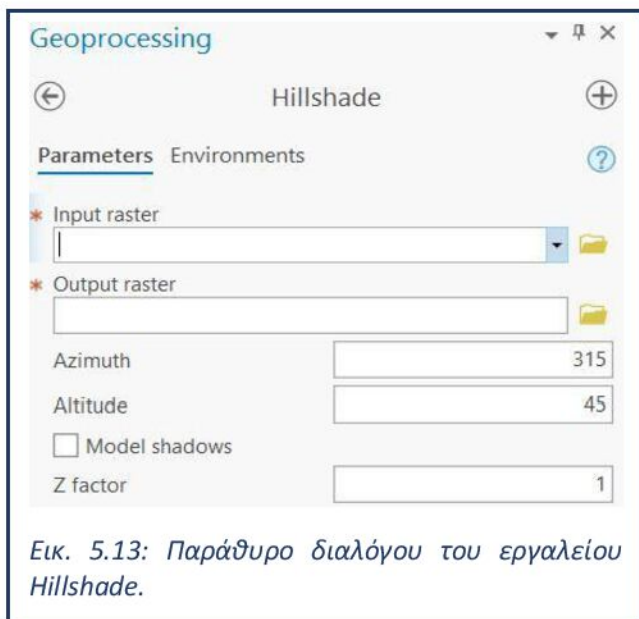 Geoprocessing
Hillshade
Parameters Environments
* Input raster
* Output raster
Azimuth 315
Altitude 45
Model shadows
Z factor 1
Εικ. 5.13: Παράθυρο διαλόγου του εργαλείου
Hillshade.